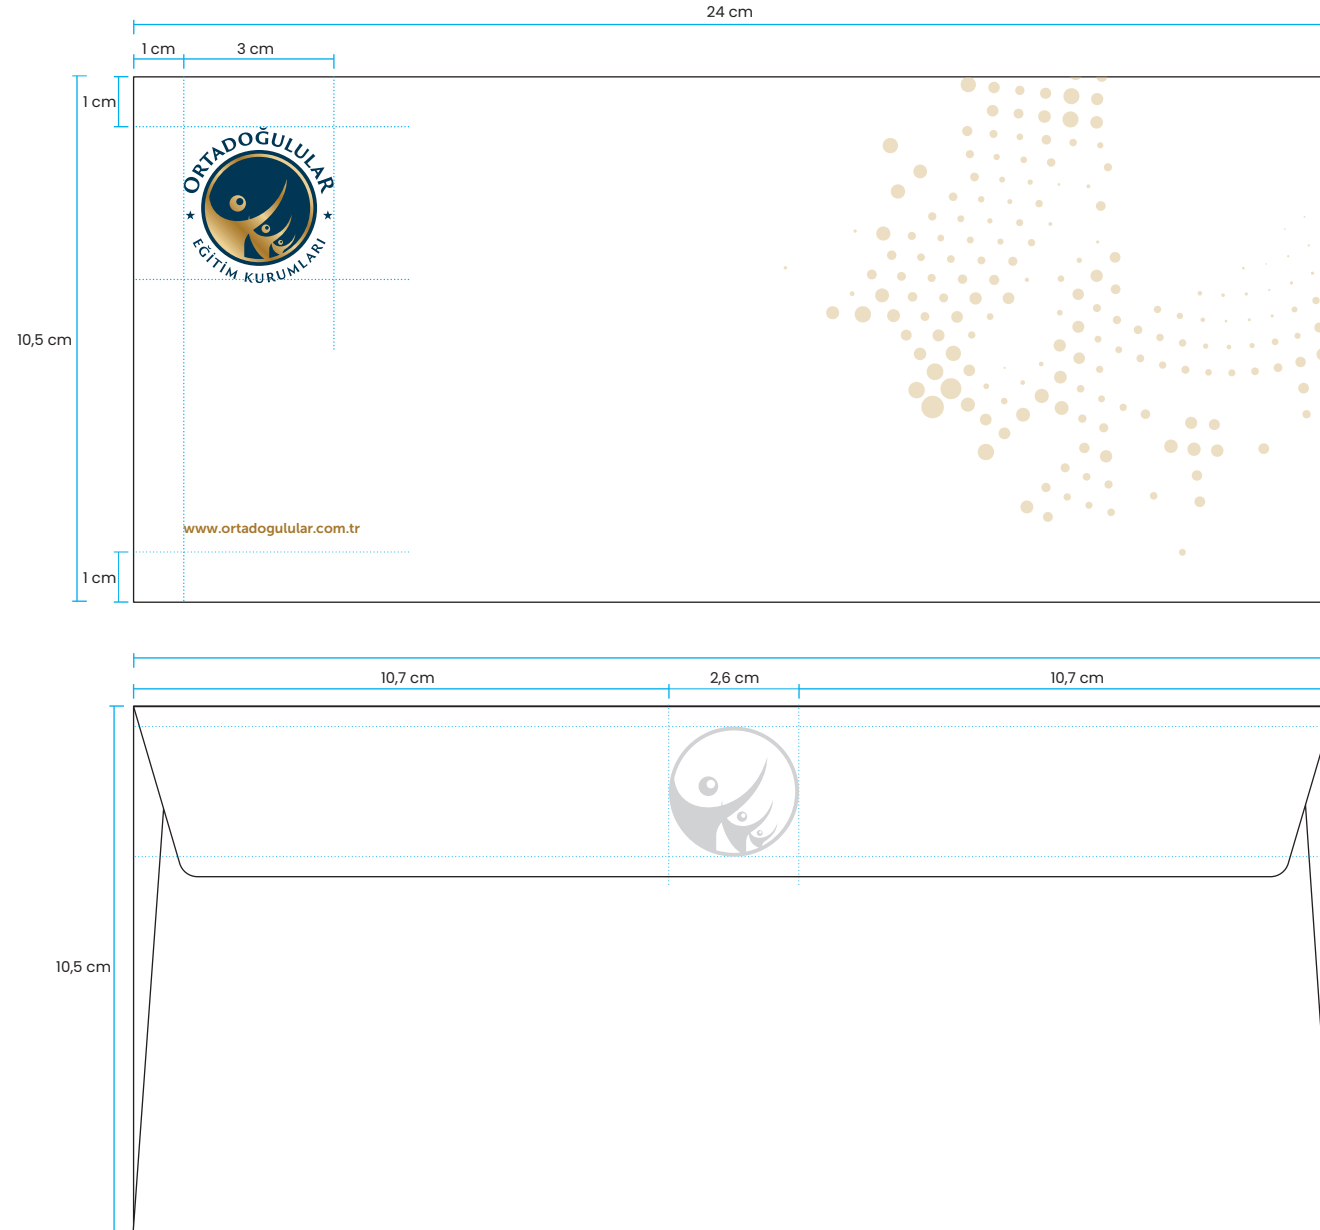 24 cm
1 cm
3 cm
1 cm
ORTADOĞULULAR
EĞİTİM KURUMLARI
10,5 cm
www.ortadogulular.com.tr
1 cm
10,7 cm
2,6 cm
10,7 cm
10,5 cm